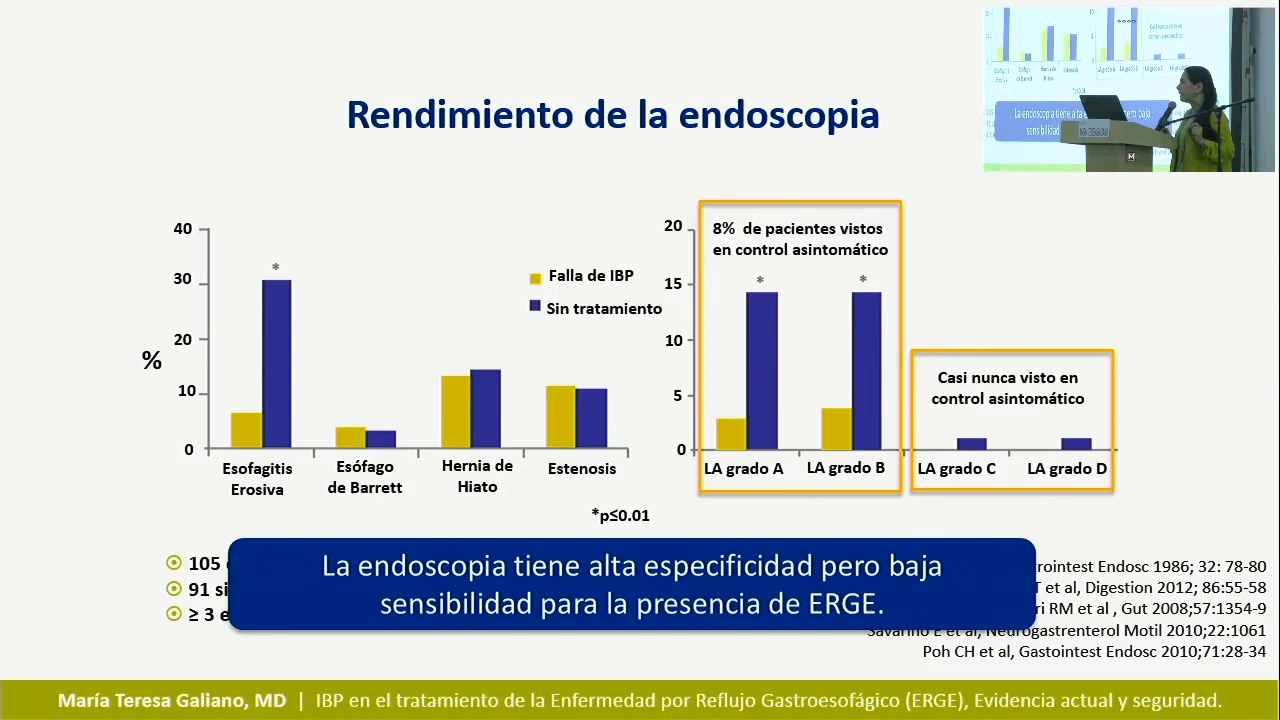 Rendimiento de la endoscopia
%
40
30
20
10
0
*
Falla de IBP
Sin tratamiento
Esofagitis
Erosiva
Esófago
de Barrett
Hernia de
Hiato
Estenosis
20
15
10
5
0
8% de pacientes vistos
en control asintomático
* *
Casi nunca visto en
control asintomático
LA grado A
LA grado B
LA grado C
LA grado D
*p≤0.01
105
91 si
≥ 3 e
La endoscopia tiene alta especificidad pero baja
sensibilidad para la presencia de ERGE.
Endosc 1986; 32: 78-80
T et al, Digestion 2012; 86:55-58
RM et al , Gut 2008;57:1354-9
Savarino E et al, Neurogastrenterol Motil 2010;22:1061
Poh CH et al, Gastointest Endosc 2010;71:28-34
María Teresa Galiano, MD | IBP en el tratamiento de la Enfermedad por Reflujo Gastroesofágico (ERGE), Evidencia actual y seguridad.